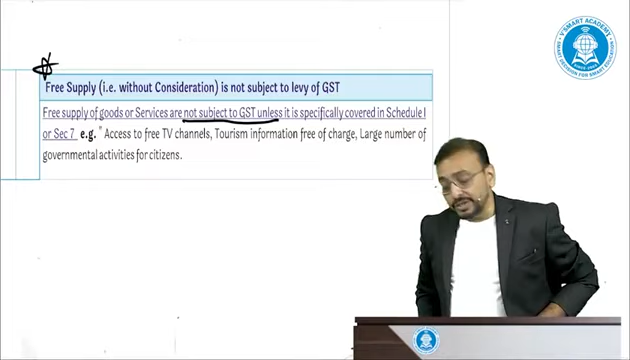 Free Supply (i.e. without Consideration) is not subject to levy of GST
Free supply of goods or Services are not subject to GST unless it is specifically covered in Schedule I
or Sec 7 e.g. " Access to free TV channels, Tourism information free of charge, Large number of
governmental activities for citizens.
V'SMART ACADEMY